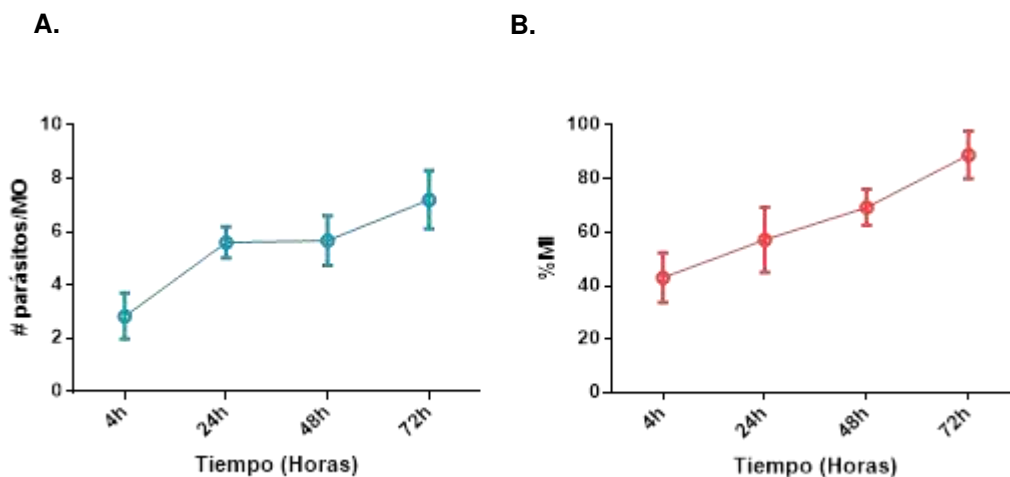 A.
B.
# parásitos/MO
10
8
6
4
2
0
4h
24h
48h
72h
Tiempo (Horas)
%MI
100
80
60
40
20
0
4h
24h
48h
72h
Tiempo (Horas)